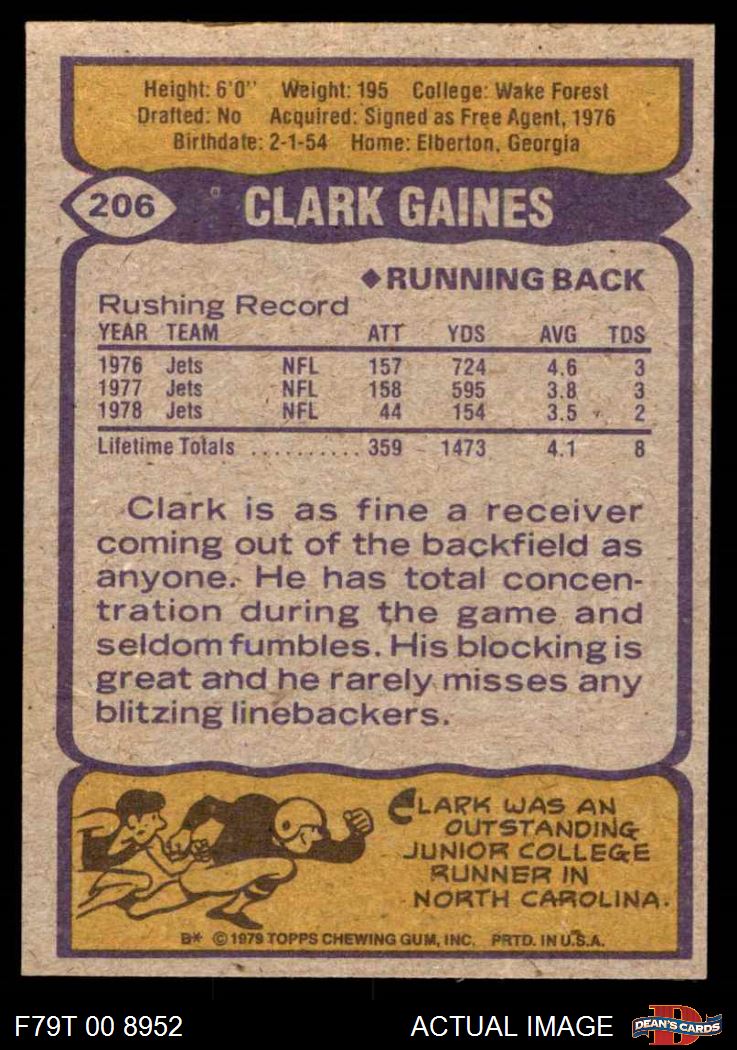 Height: 6'0'' Weight: 195 College: Wake Forest
Drafted: No Acquired: Signed as Free Agent, 1976
Birthdate: 2-1-54 Home: Elberton, Georgia
206 CLARK GAINES
◆RUNNING BACK
Rushing Record
YEAR TEAM ATT YDS AVG TDS
1976 Jets NFL 157 724 4.6 3
1977 Jets NFL 158 595 3.8 3
1978 Jets NFL 44 154 3.5 2
Lifetime Totals .......... 359 1473 4.1 8
Clark is as fine a receiver
coming out of the backfield as
anyone. He has total concen-
tration during the game and
seldom fumbles. His blocking is
great and he rarely misses any
blitzing linebackers.
CLARK WAS AN
OUTSTANDING
JUNIOR COLLEGE
RUNNER IN
NORTH CAROLINA.
B* © 1979 TOPPS CHEWING GUM, INC. PRTD. IN U.S.A.
F79T 00 8952 ACTUAL IMAGE D DEAN'S CARDS